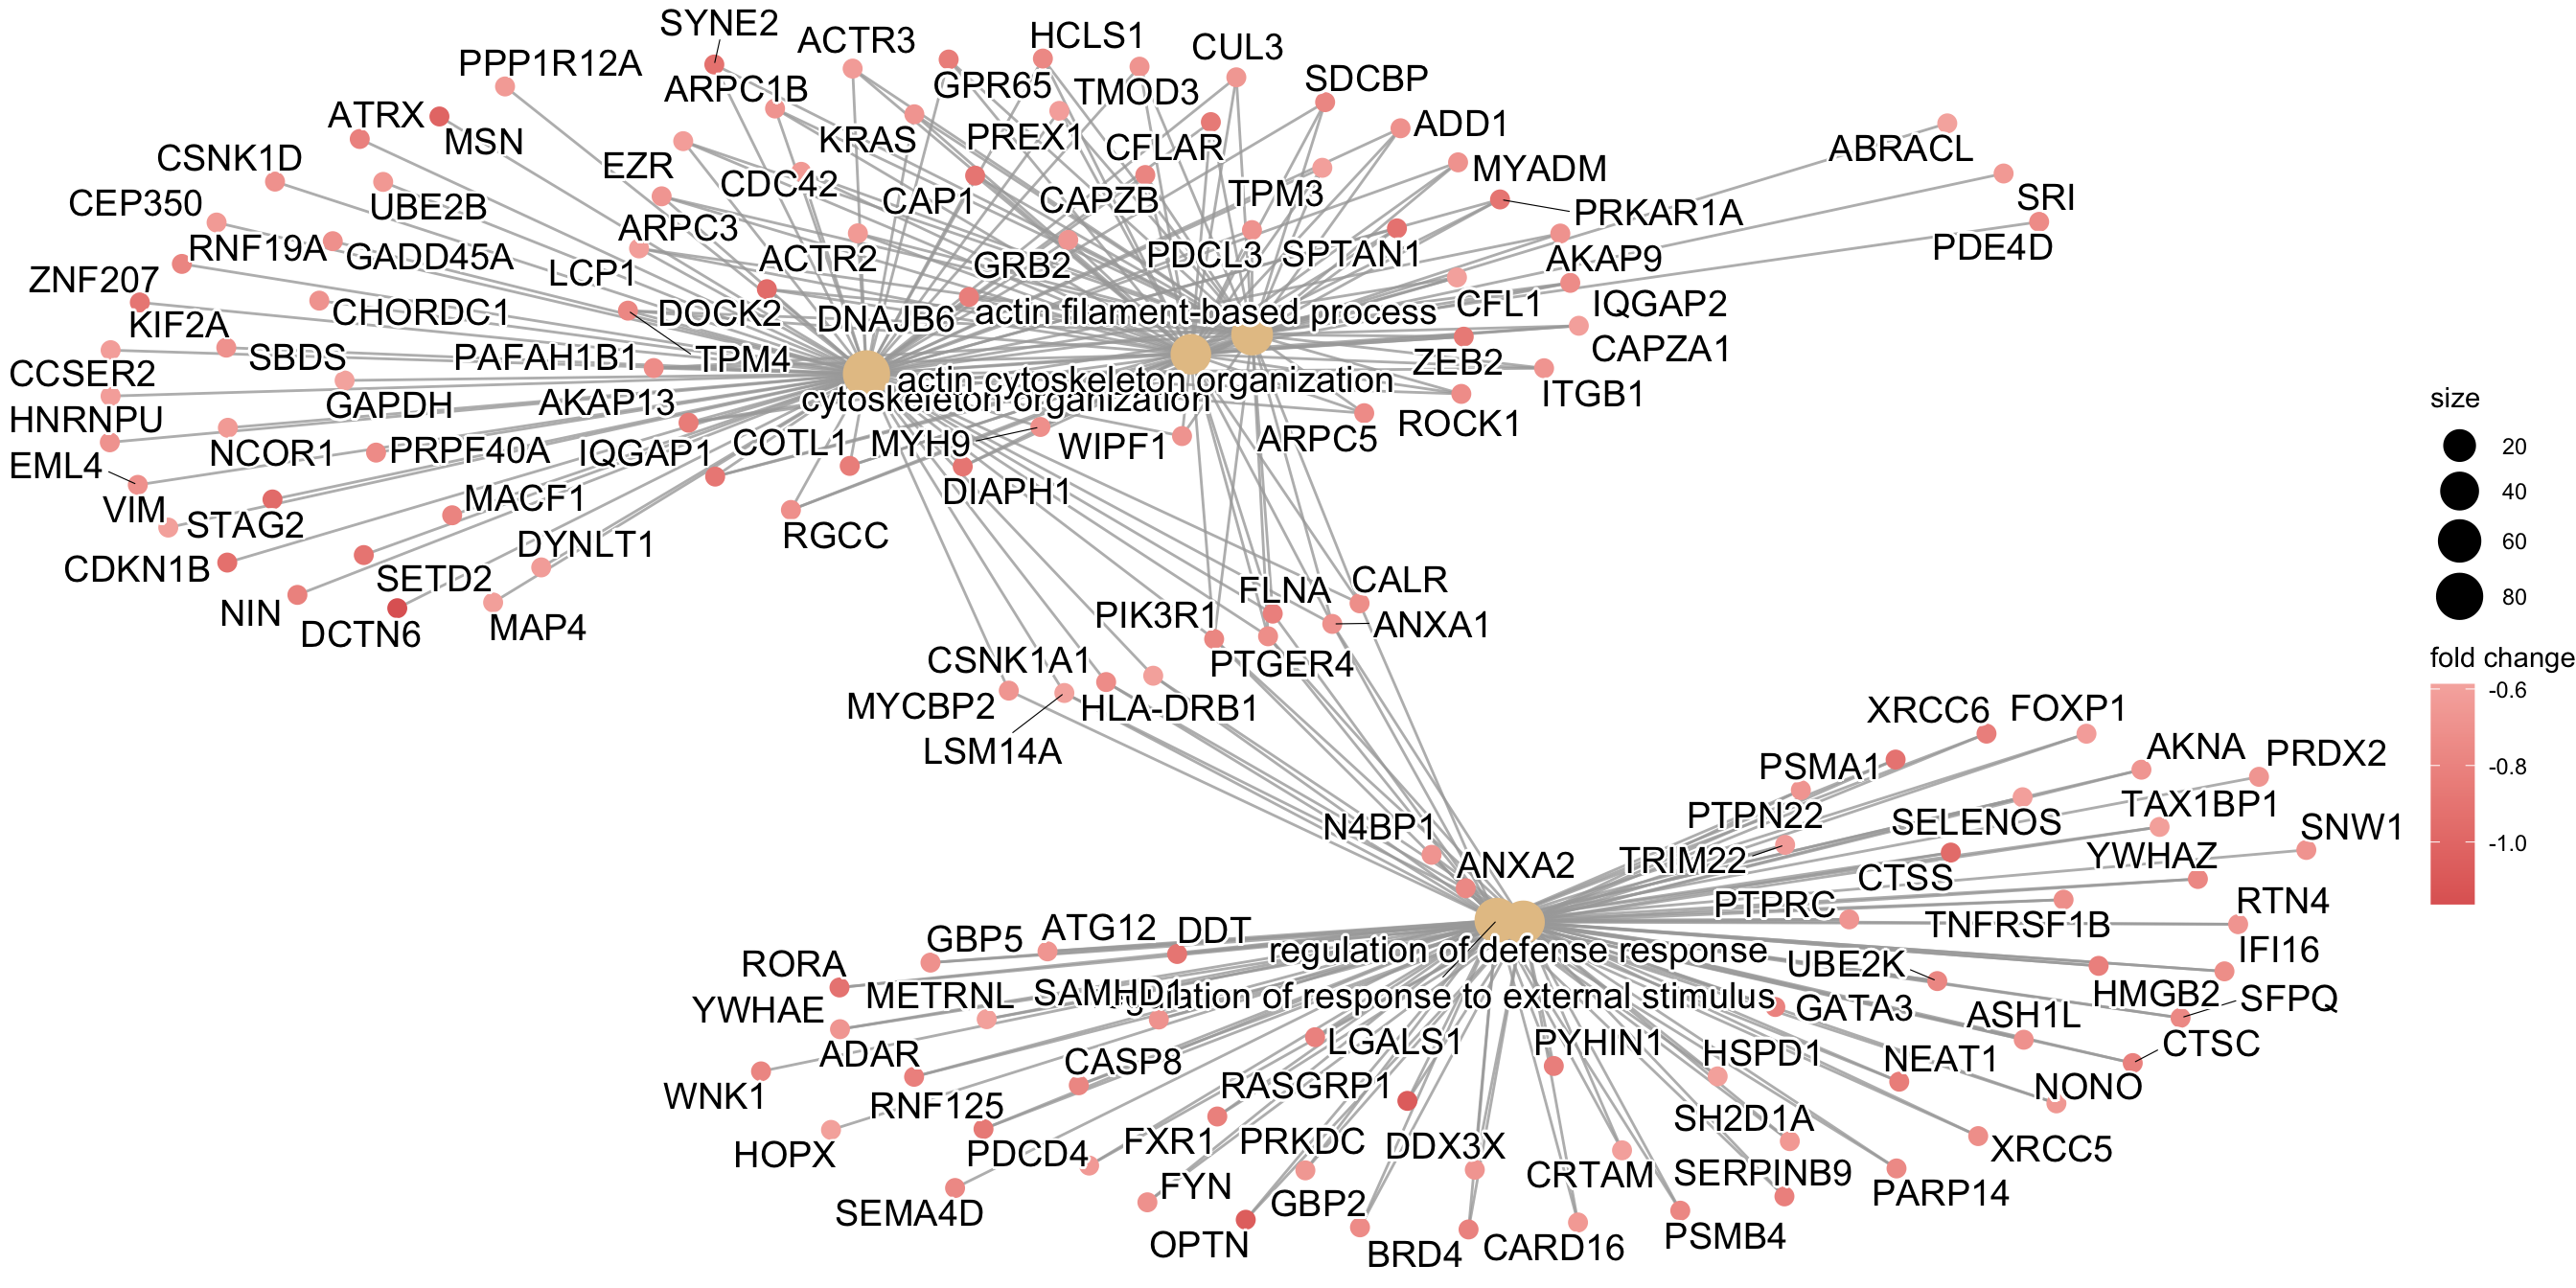 SYNE2
ACTR3
HCLS1
CUL3
PPP1R12A
ARPC1B
GPR65
TMOD3
SDCBP
ATRX
MSN
KRAS
PREX1
CFLAR
ADD1
ABRACL
CSNK1D
EZR
CDC42
CAP1
CAPZB
TPM3
MYADM
SRI
CEP350
UBE2B
ARPC3
PRKAR1A
PDE4D
RNF19A
GADD45A
LCP1
ACTR2
GRB2
PDCL3
SPTAN1
AKAP9
ZNF207
CHORDC1
DOCK2
DNAJB6
actin filament-based process
CFL1
IQGAP2
KIF2A
SBDS
PAFAH1B1
TPM4
ZEB2
CAPZA1
CCSER2
GAPDH
AKAP13
actin cytoskeleton organization
cytoskeleton organization
ITGB1
HNRNPU
NCOR1
PRPF40A
IQGAP1
COTL1
MYH9
WIPF1
ARPC5
ROCK1
EML4
VIM
STAG2
MACF1
DIAPH1
RGCC
CDKN1B
DYNLT1
SETD2
NIN
DCTN6
MAP4
PIK3R1
FLNA
CALR
ANXA1
PTGER4
CSNK1A1
MYCBP2
HLA-DRB1
LSM14A
XRCC6
FOXP1
PSMA1
AKNA
PRDX2
N4BP1
PTPN22
SELENOS
TAX1BP1
SNW1
ANXA2
TRIM22
CTSS
YWHAZ
PTPRC
TNFRSF1B
RTN4
GBP5
ATG12
DDT
regulation of defense response
IFI16
RORA
UBE2K
YWHAE
METRNL
SAMHD1
regulation of response to external stimulus
GATA3
HMGB2
SFPQ
ADAR
CASP8
LGALS1
PYHIN1
HSPD1
ASH1L
CTSC
WNK1
RNF125
RASGRP1
NEAT1
NONO
HOPX
PDCD4
FXR1
PRKDC
DDX3X
SH2D1A
XRCC5
SEMA4D
FYN
GBP2
CRTAM
SERPINB9
PARP14
OPTN
BRD4
CARD16
PSMB4
size
20
40
60
80
fold change
-0.6
-0.8
-1.0